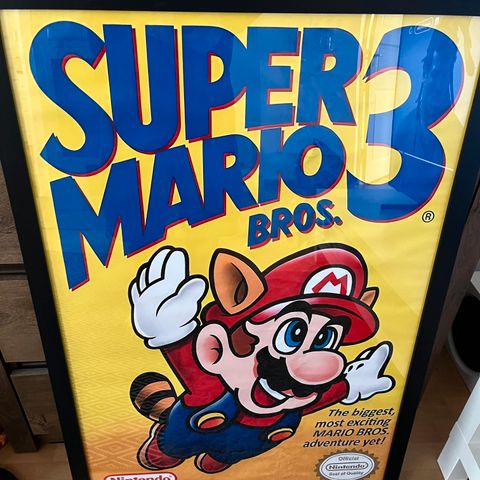 SUPER
MARIO 3
BROS.
®
M
The biggest,
most exciting
MARIO BROS.
adventure yet!
Official
Nintendo
Seal of Quality
Nintendo